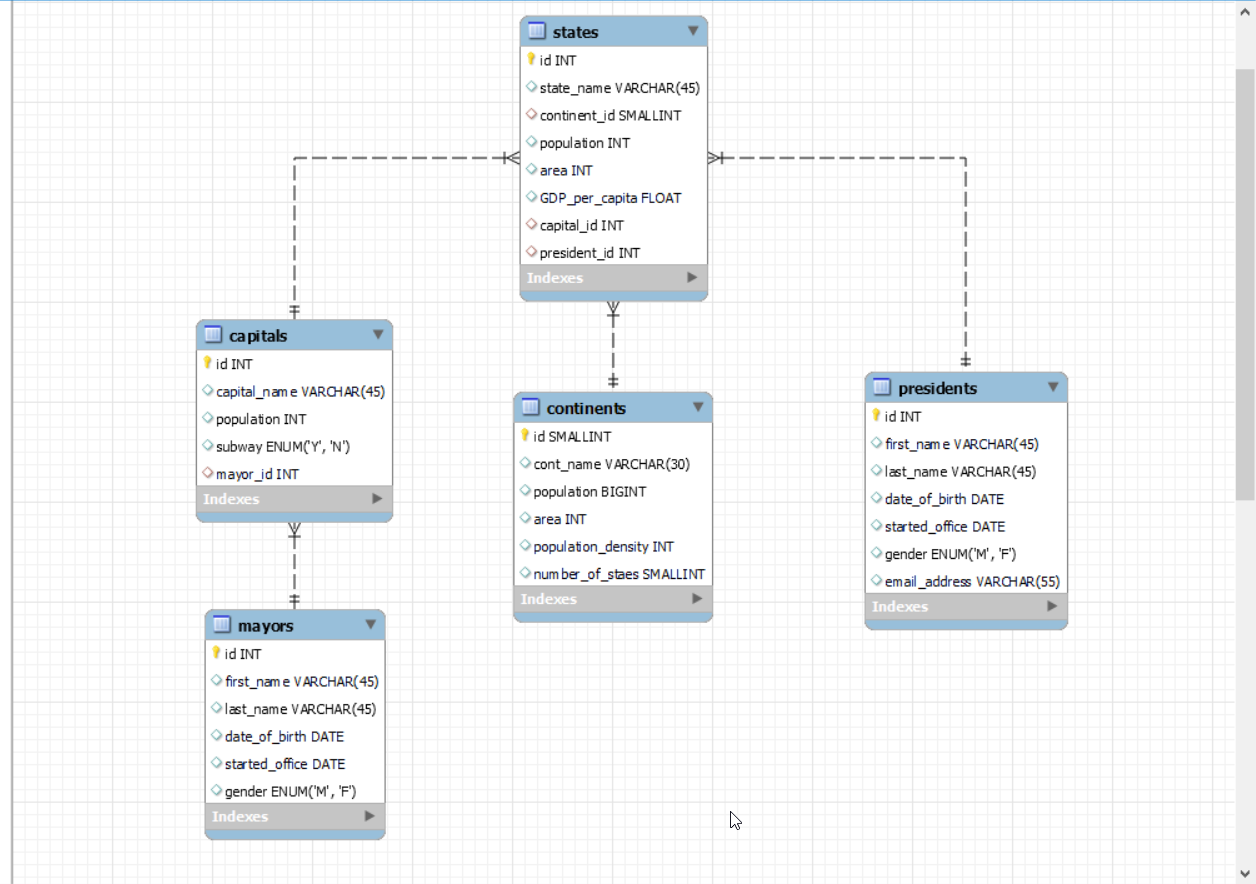 states
id INT
state_name VARCHAR(45)
continent_id SMALLINT
population INT
area INT
GDP_per_capita FLOAT
capital_id INT
president_id INT
Indexes
capitals
id INT
capital_name VARCHAR(45)
population INT
subway ENUM('Y', 'N')
mayor_id INT
Indexes
continents
id SMALLINT
cont_name VARCHAR(30)
population BIGINT
area INT
population_density INT
number_of_staes SMALLINT
Indexes
presidents
id INT
first_name VARCHAR(45)
last_name VARCHAR(45)
date_of_birth DATE
started_office DATE
gender ENUM('M', 'F')
email_address VARCHAR(55)
Indexes
mayors
id INT
first_name VARCHAR(45)
last_name VARCHAR(45)
date_of_birth DATE
started_office DATE
gender ENUM('M', 'F')
Indexes